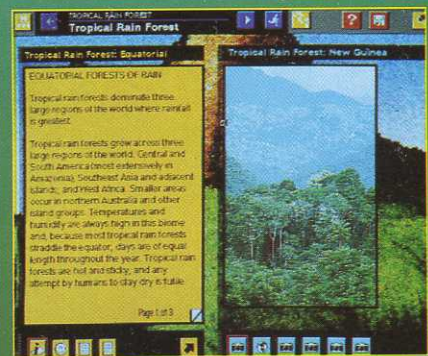 TROPICAL RAIN FOREST
Tropical Rain Forest
Tropical Rain Forest: Equatorial
EQUATORIAL FORESTS OF RAIN
Tropical rain forests dominate three
large regions of the world where rainfall
is greatest.
Tropical rain forests grow across three
large regions of the world: Central and
South America (most extensively in
Amazonia), Southeast Asia and adjacent
islands, and West Africa. Smaller areas
occur in northern Australia and other
island groups. Temperatures and
humidity are always high in this biome
and, because most tropical rain forests
straddle the equator, days are of equal
length throughout the year. Tropical rain
forests are hot and sticky, and any
attempt by humans to stay dry is futile.
Page 1 of 3
Tropical Rain Forest: New Guinea